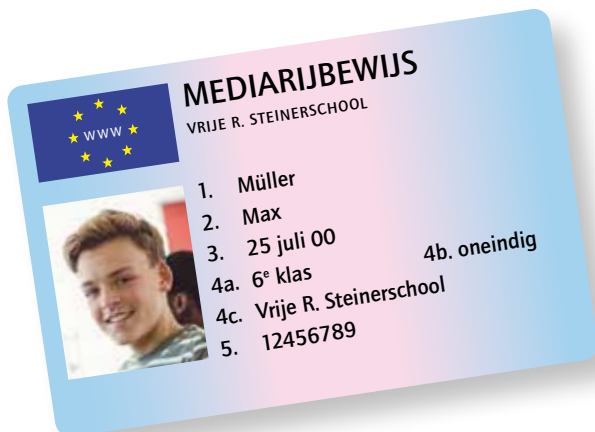 MEDIARIJBEWIJS
VRIJE R. STEINERSCHOOL
WWW
1. Müller
2. Max
3. 25 juli 00
4a. 6e klas 4b. oneindig
4c. Vrije R. Steinerschool
5. 12456789